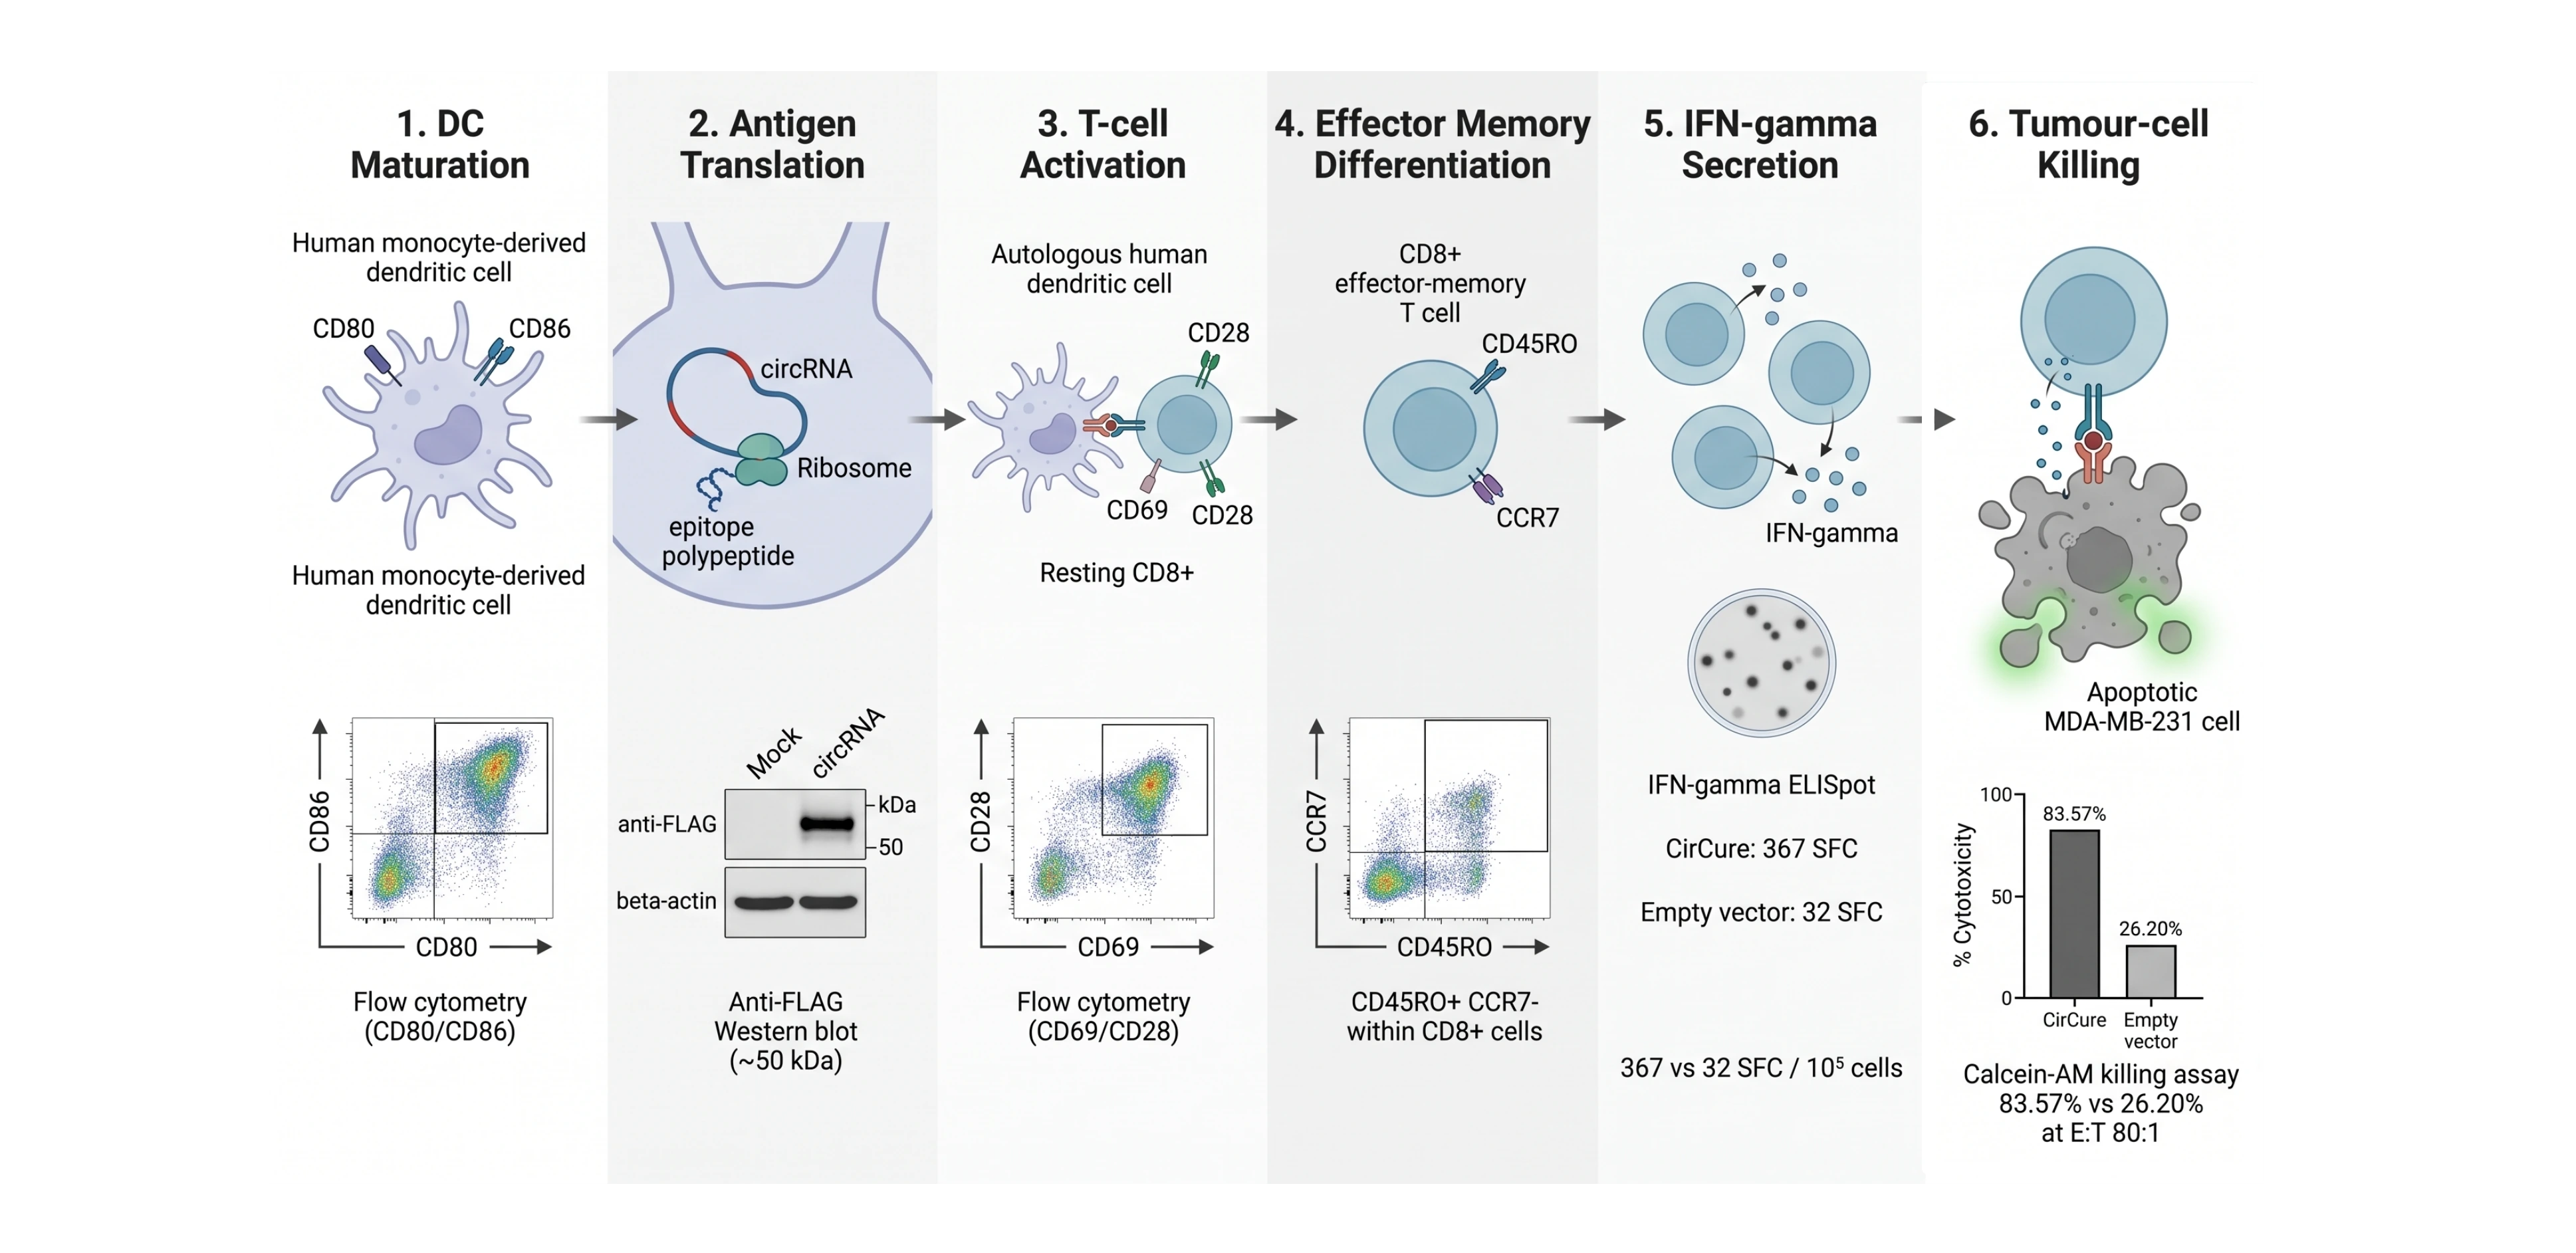 1. DC
Maturation
Human monocyte-derived
dendritic cell
CD80
CD86
Human monocyte-derived
dendritic cell
CD86
CD80
Flow cytometry
(CD80/CD86)
2. Antigen
Translation
circRNA
Ribosome
epitope
polypeptide
Mock
circRNA
anti-FLAG
kDa
50
beta-actin
Anti-FLAG
Western blot
(~50 kDa)
3. T-cell
Activation
Autologous human
dendritic cell
CD28
CD69
CD28
Resting CD8+
CD28
CD69
Flow cytometry
(CD69/CD28)
4. Effector Memory
Differentiation
CD8+
effector-memory
T cell
CD45RO
CCR7
CCR7
CD45RO
CD45RO+ CCR7-
within CD8+ cells
5. IFN-gamma
Secretion
IFN-gamma
IFN-gamma ELISpot
CirCure: 367 SFC
Empty vector: 32 SFC
367 vs 32 SFC / 10⁵ cells
6. Tumour-cell
Killing
Apoptotic
MDA-MB-231 cell
% Cytotoxicity
100
50
0
83.57%
26.20%
CirCure
Empty
vector
Calcein-AM killing assay
83.57% vs 26.20%
at E:T 80:1